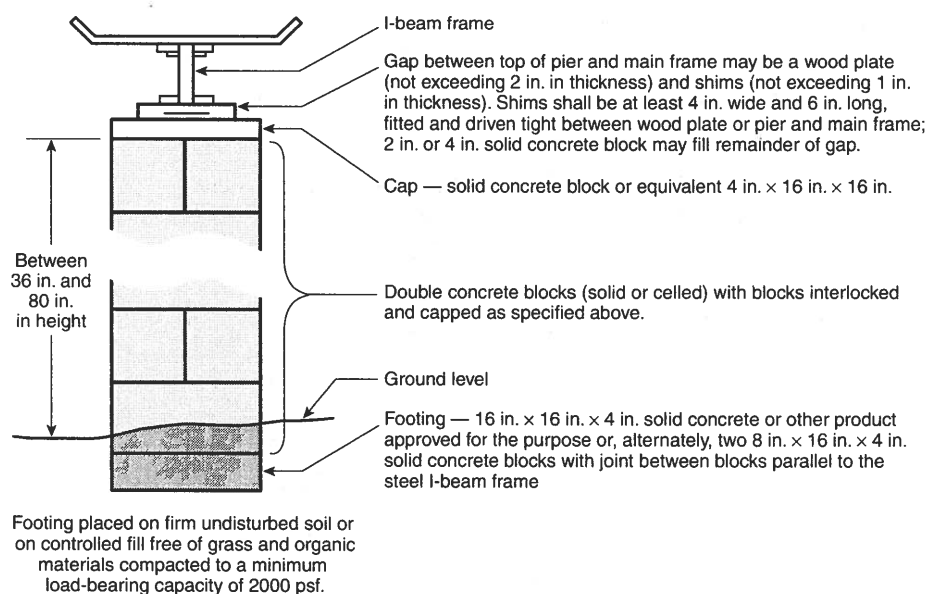 I-beam frame
Gap between top of pier and main frame may be a wood plate
(not exceeding 2 in. in thickness) and shims (not exceeding 1 in.
in thickness). Shims shall be at least 4 in. wide and 6 in. long,
fitted and driven tight between wood plate or pier and main frame;
2 in. or 4 in. solid concrete block may fill remainder of gap.
Cap — solid concrete block or equivalent 4 in. × 16 in. × 16 in.
Between
36 in. and
80 in.
in height
Double concrete blocks (solid or celled) with blocks interlocked
and capped as specified above.
Ground level
Footing — 16 in. × 16 in. × 4 in. solid concrete or other product
approved for the purpose or, alternately, two 8 in. × 16 in. × 4 in.
solid concrete blocks with joint between blocks parallel to the
steel I-beam frame
Footing placed on firm undisturbed soil or
on controlled fill free of grass and organic
materials compacted to a minimum
load-bearing capacity of 2000 psf.